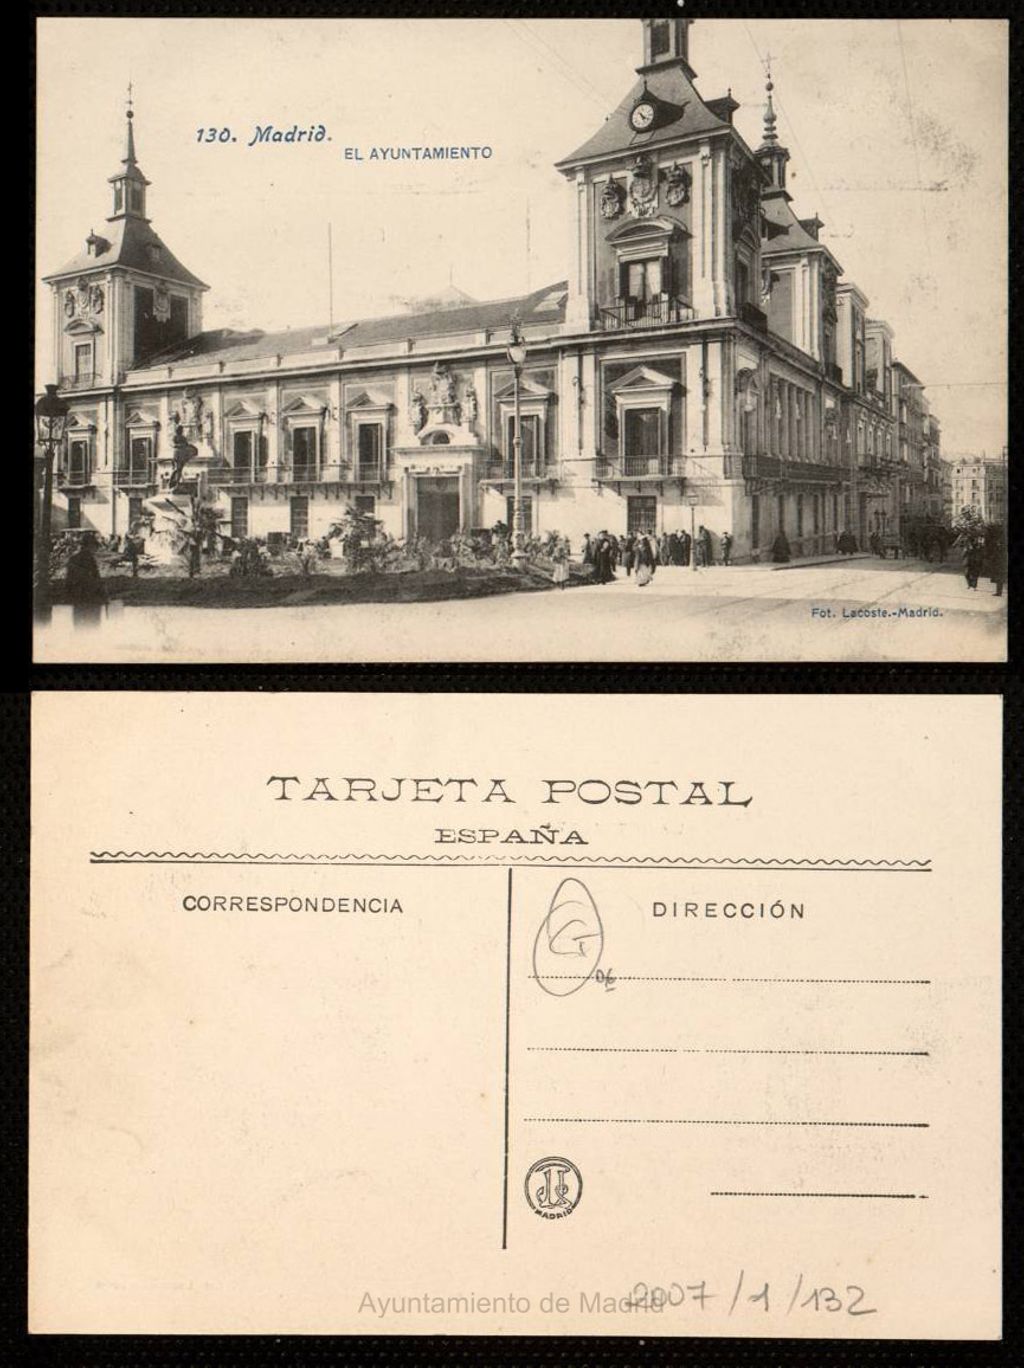 130. Madrid.
EL AYUNTAMIENTO
Fot. Lacoste.-Madrid.
TARJETA POSTAL
ESPAÑA
CORRESPONDENCIA
DIRECCIÓN
MADRID
Ayuntamiento de Madrid
2007/1/132